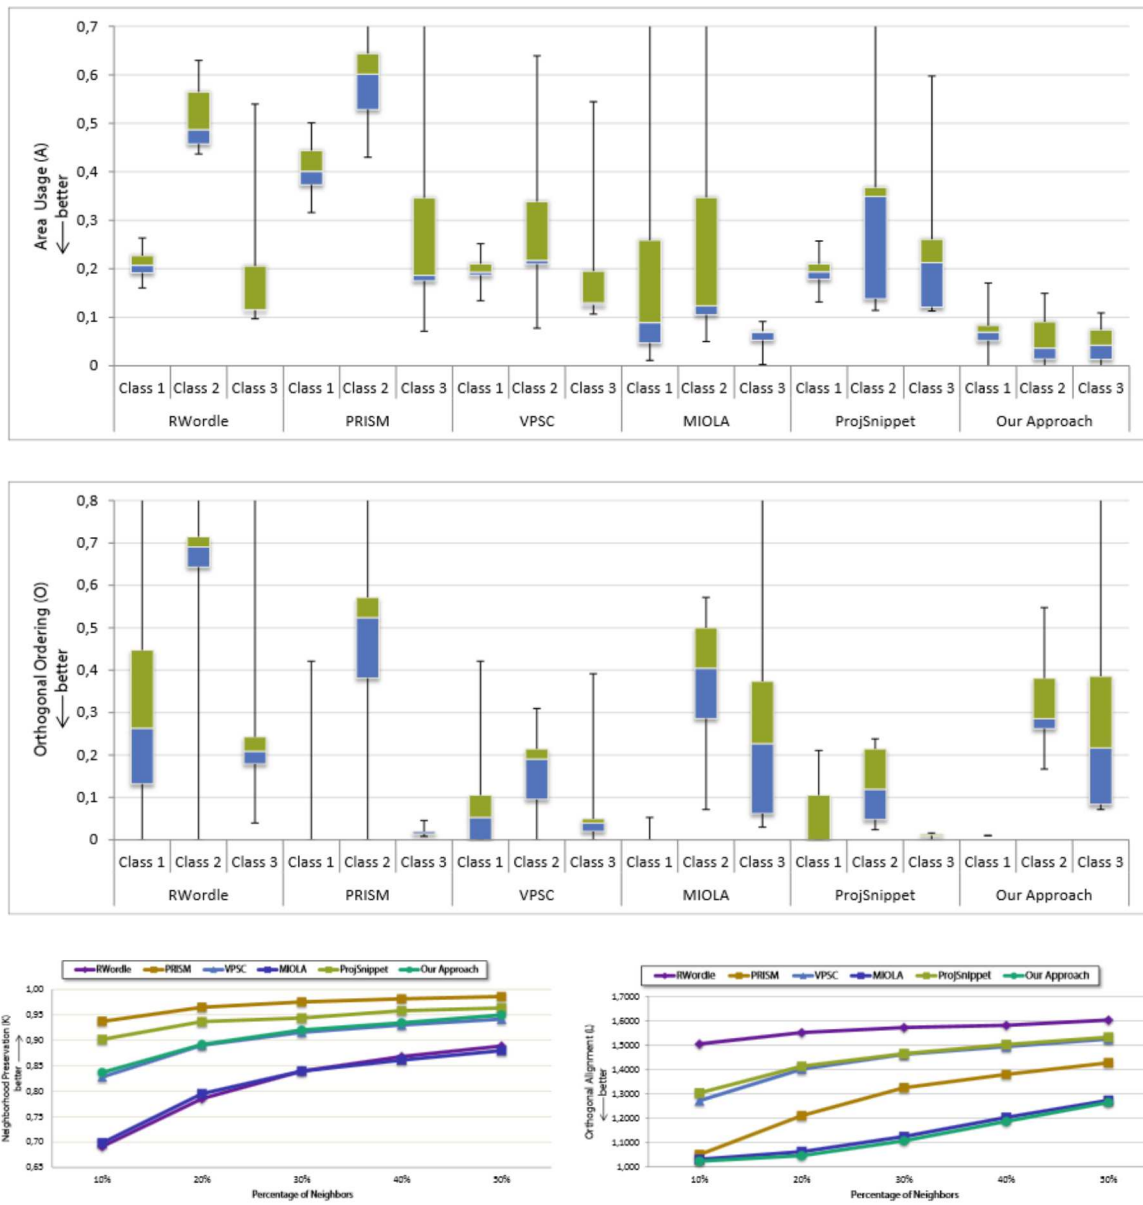 0,7
0,6
0,5
0,4
0,3
0,2
0,1
0
Area Usage (A)
better
Class 1 Class 2 Class 3 Class 1 Class 2 Class 3 Class 1 Class 2 Class 3 Class 1 Class 2 Class 3 Class 1 Class 2 Class 3 Class 1 Class 2 Class 3
RWordle PRISM VPSC MIOLA ProjSnippet Our Approach
0,8
0,7
0,6
0,5
0,4
0,3
0,2
0,1
0
Orthogonal Ordering (O)
better
Class 1 Class 2 Class 3 Class 1 Class 2 Class 3 Class 1 Class 2 Class 3 Class 1 Class 2 Class 3 Class 1 Class 2 Class 3 Class 1 Class 2 Class 3
RWordle PRISM VPSC MIOLA ProjSnippet Our Approach
RWordle PRISM VPSC MIOLA ProjSnippet Our Approach
1,00
0,95
0,90
0,85
0,80
0,75
0,70
0,65
Neighborhood Preservation (K)
better
10% 20% 30% 40% 50%
Percentage of Neighbors
RWordle PRISM VPSC MIOLA ProjSnippet Our Approach
1,7000
1,6000
1,5000
1,4000
1,3000
1,2000
1,1000
1,0000
Orthogonal Alignment (L)
better
10% 20% 30% 40% 50%
Percentage of Neighbors